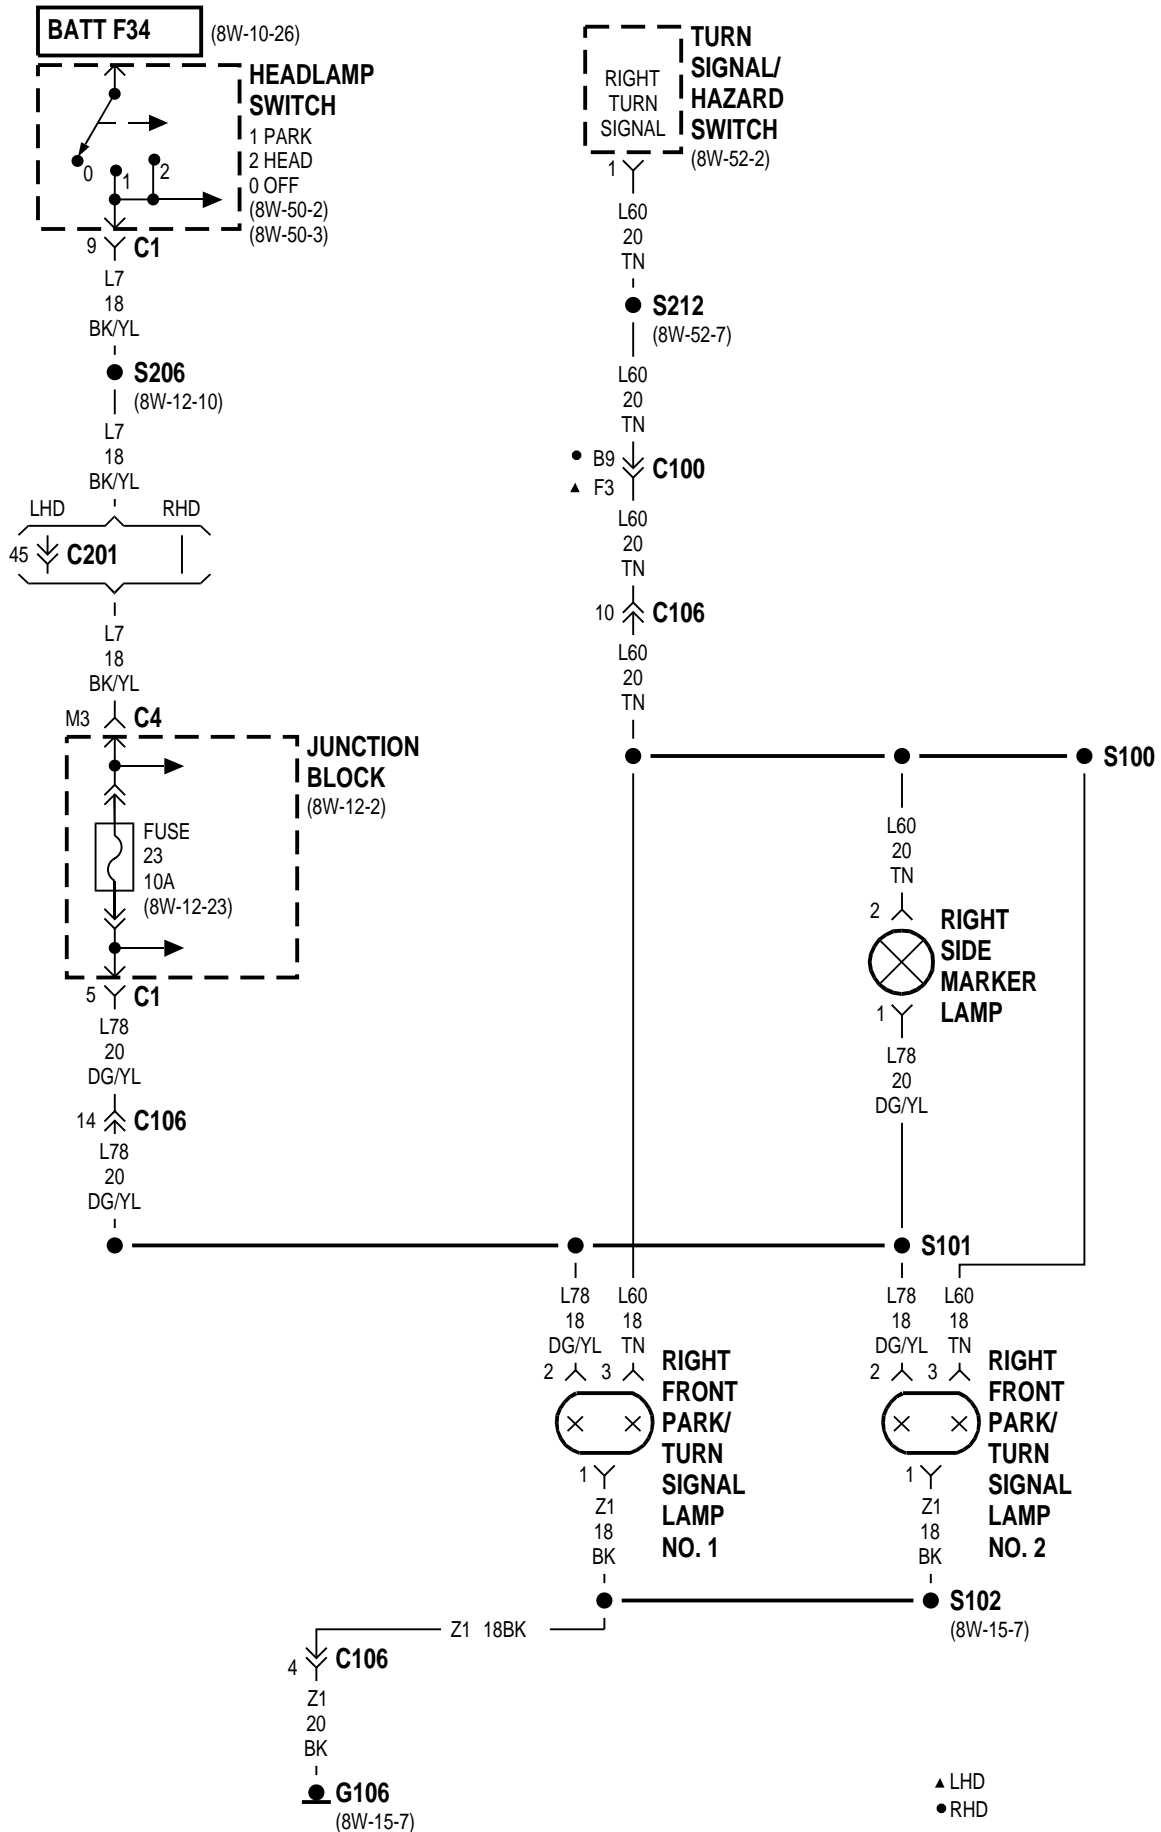 BATT F34
(8W-10-26)
HEADLAMP
SWITCH
1 PARK
2 HEAD
0 OFF
(8W-50-2)
(8W-50-3)
0
1
2
9
C1
L7
18
BK/YL
S206
(8W-12-10)
L7
18
BK/YL
LHD
RHD
45
C201
L7
18
BK/YL
M3
C4
JUNCTION
BLOCK
(8W-12-2)
FUSE
23
10A
(8W-12-23)
5
C1
L78
20
DG/YL
14
C106
L78
20
DG/YL
RIGHT
TURN
SIGNAL
TURN
SIGNAL/
HAZARD
SWITCH
(8W-52-2)
1
L60
20
TN
S212
(8W-52-7)
L60
20
TN
● B9
▲ F3
C100
L60
20
TN
10
C106
L60
20
TN
S100
L60
20
TN
2
RIGHT
SIDE
MARKER
LAMP
1
L78
20
DG/YL
S101
L78
18
DG/YL
2
L60
18
TN
3
RIGHT
FRONT
PARK/
TURN
SIGNAL
LAMP
NO. 1
1
Z1
18
BK
L78
18
DG/YL
2
L60
18
TN
3
RIGHT
FRONT
PARK/
TURN
SIGNAL
LAMP
NO. 2
1
Z1
18
BK
S102
(8W-15-7)
Z1 18BK
4
C106
Z1
20
BK
G106
(8W-15-7)
▲ LHD
● RHD